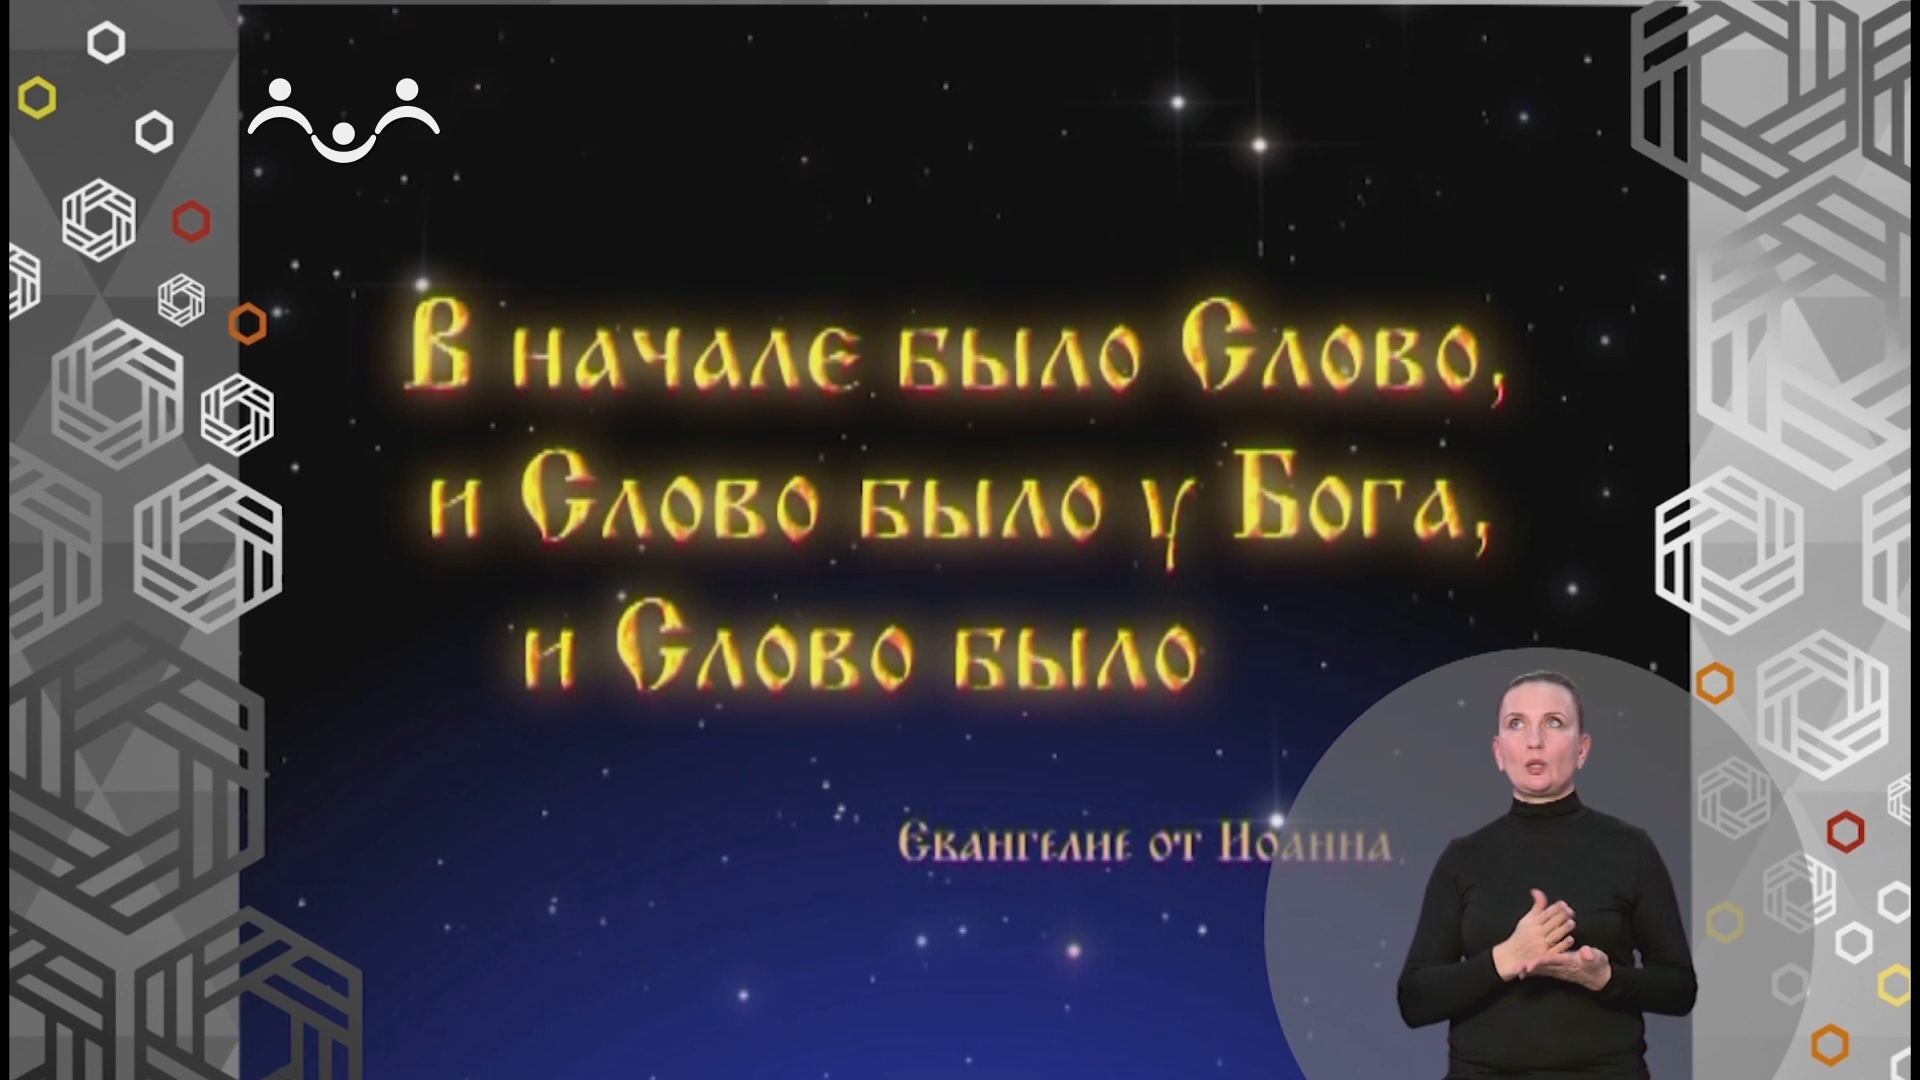 В начале было Слово,
и Слово было у Бога,
и Слово было
Евангелие от Иоанна